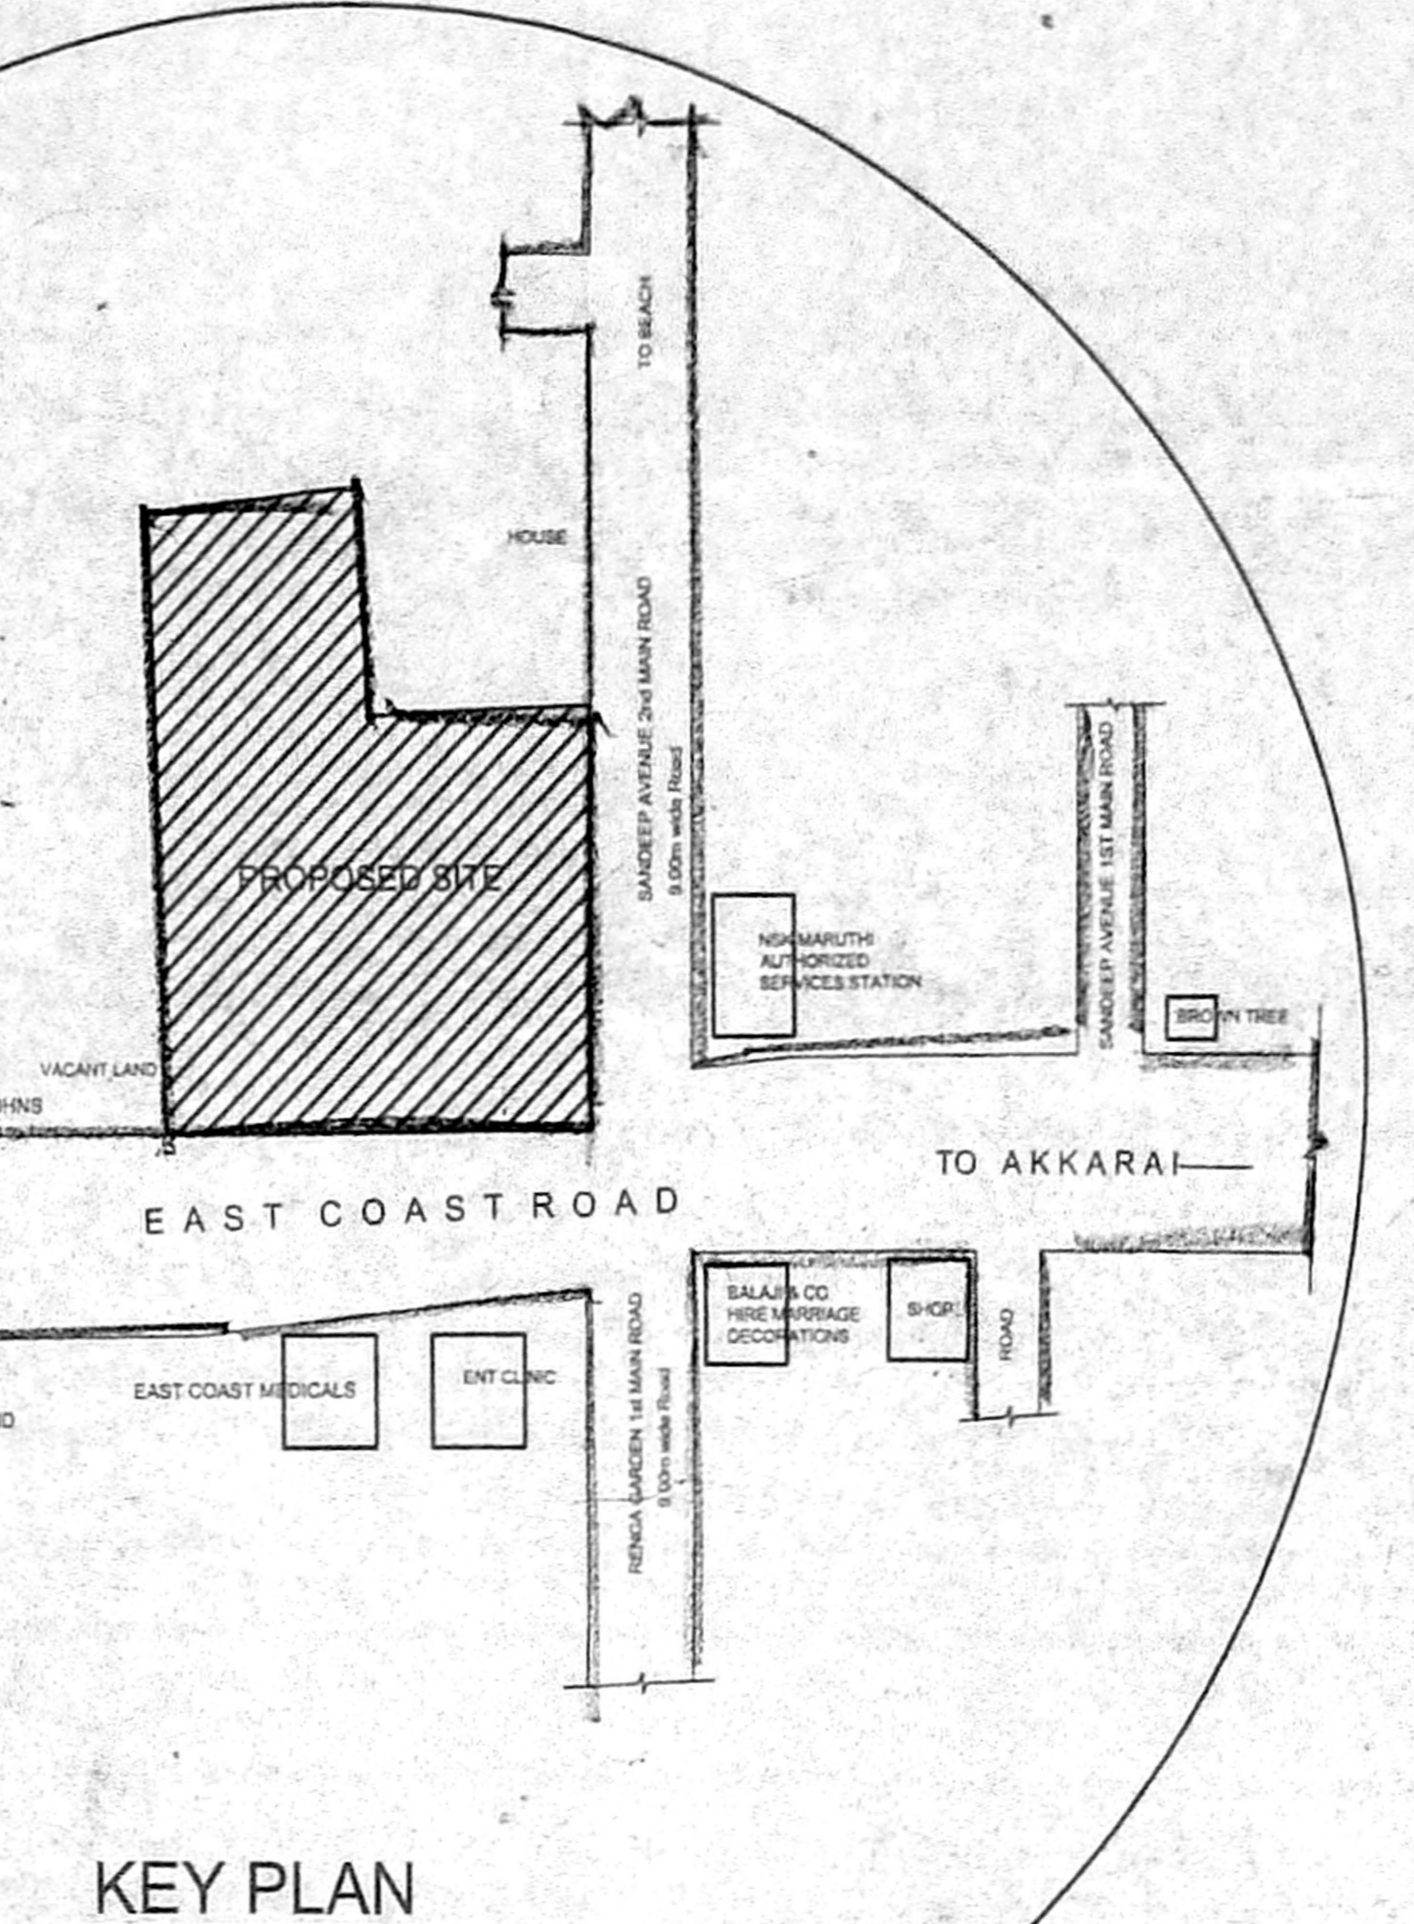 TO BEACH
HOUSE
SANDEEP AVENUE 2nd MAIN ROAD
9.00m wide Road
SANDEEP AVENUE 1ST MAIN ROAD
PROPOSED SITE
NSK MARUTHI
AUTHORIZED
SERVICES STATION
BROWN TREE
VACANT LAND
HNS
TO AKKARAI
EAST COAST ROAD
BALAJI & CO
HIRE MARRIAGE
DECORATIONS
SHOP
ROAD
EAST COAST MEDICALS
ENT CLINIC
RENGA GARDEN 1st MAIN ROAD
9.00m wide Road
KEY PLAN